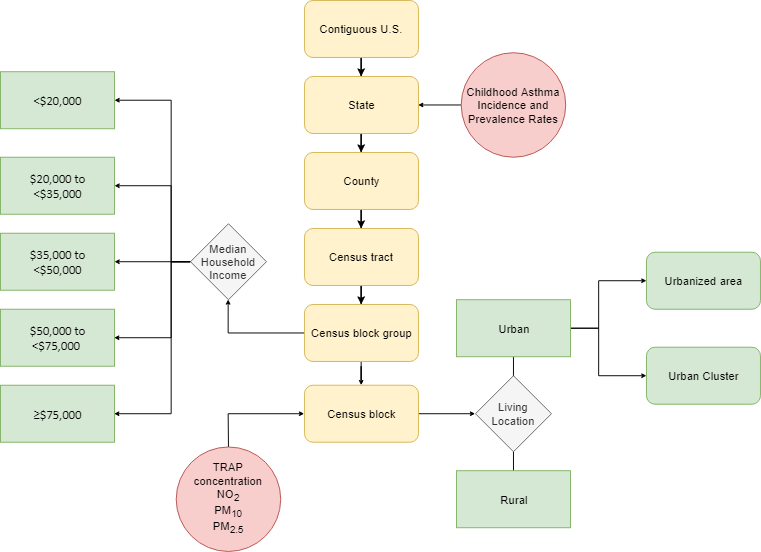 Contiguous U.S.
State
Childhood Asthma
Incidence and
Prevalence Rates
County
Census tract
Census block group
Census block
Median
Household
Income
<$20,000
$20,000 to
<$35,000
$35,000 to
<$50,000
$50,000 to
<$75,000
≥$75,000
TRAP
concentration
NO2
PM10
PM2.5
Living
Location
Urban
Rural
Urbanized area
Urban Cluster